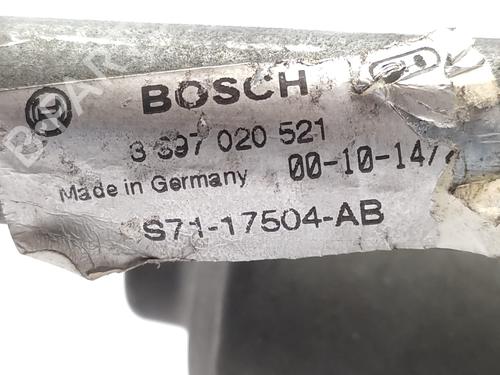 BOSCH
3 397 020 521
00-10-14/
Made in Germany
S71-17504-AB